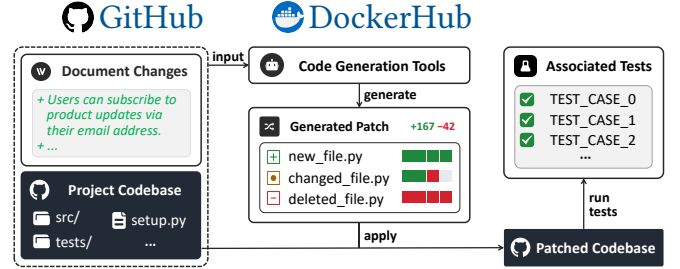 GitHub
DockerHub
Document Changes
+ Users can subscribe to
product updates via
their email address.
+ ...
Project Codebase
src/
setup.py
tests/
...
input
Code Generation Tools
generate
Generated Patch
+167 −42
new_file.py
changed_file.py
deleted_file.py
apply
Associated Tests
TEST_CASE_0
TEST_CASE_1
TEST_CASE_2
...
run
tests
Patched Codebase